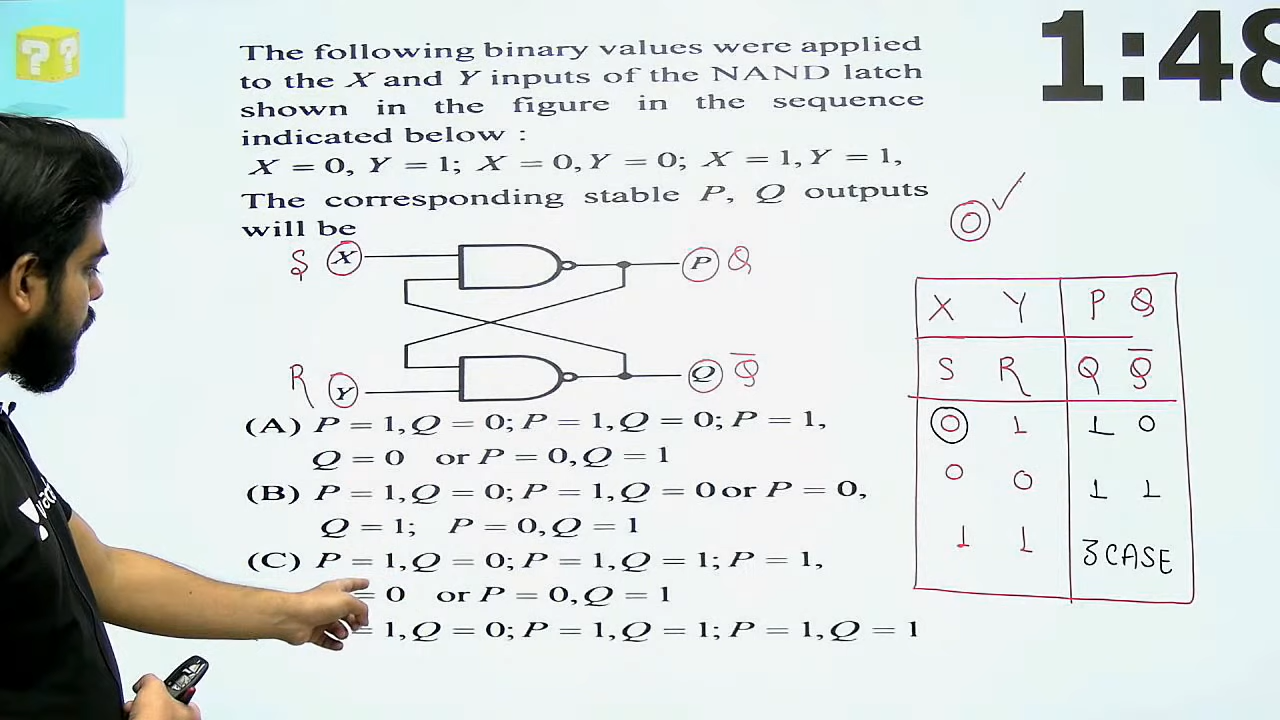 ? ?
1:48
The following binary values were applied
to the X and Y inputs of the NAND latch
shown in the figure in the sequence
indicated below :
X = 0, Y = 1; X = 0, Y = 0; X = 1, Y = 1,
The corresponding stable P, Q outputs
will be
S X P Q
R Y Q Q̅
(A) P = 1, Q = 0; P = 1, Q = 0; P = 1,
Q = 0 or P = 0, Q = 1
(B) P = 1, Q = 0; P = 1, Q = 0 or P = 0,
Q = 1; P = 0, Q = 1
(C) P = 1, Q = 0; P = 1, Q = 1; P = 1,
= 0 or P = 0, Q = 1
= 1, Q = 0; P = 1, Q = 1; P = 1, Q = 1
0 ✓
X Y P Q
S R Q Q̅
0 1 1 0
0 0 1 1
1 1 3 CASE